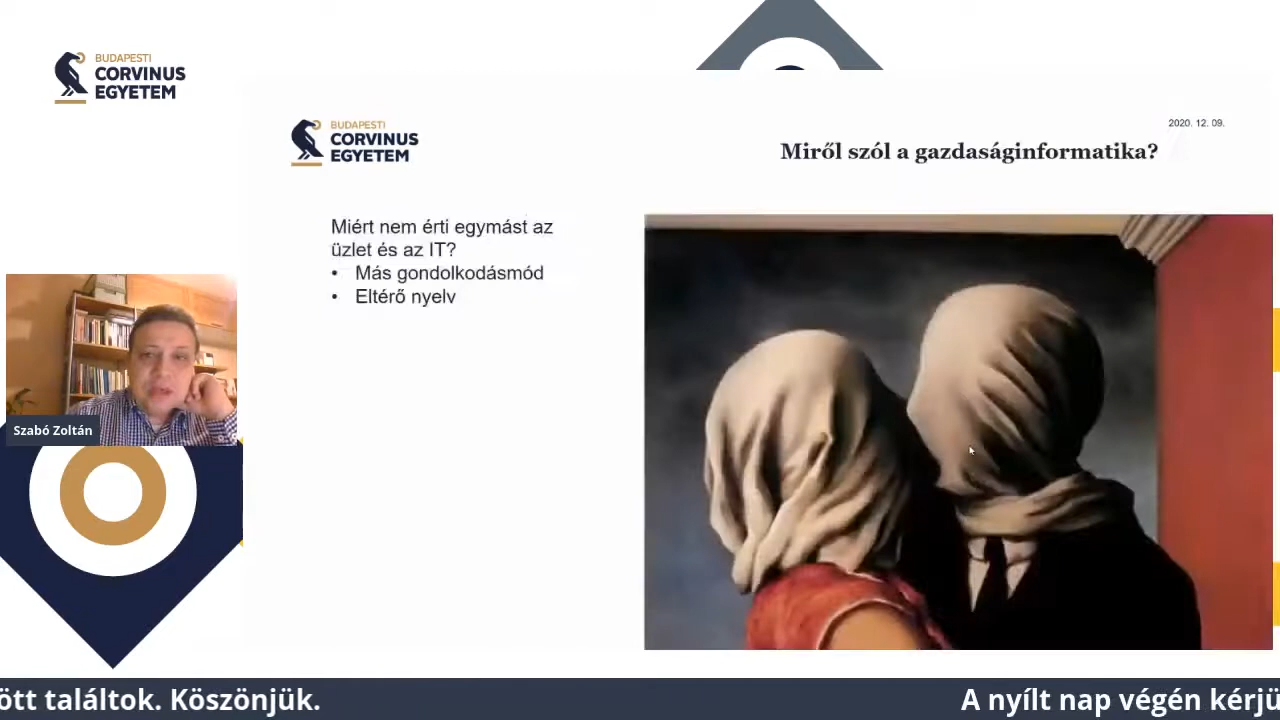 BUDAPESTI
CORVINUS
EGYETEM
BUDAPESTI
CORVINUS
EGYETEM
2020. 12. 09.
Miről szól a gazdaságinformatika?
Miért nem érti egymást az
üzlet és az IT?
• Más gondolkodásmód
• Eltérő nyelv
Szabó Zoltán
ött találtok. Köszönjük.
A nyílt nap végén kérjü